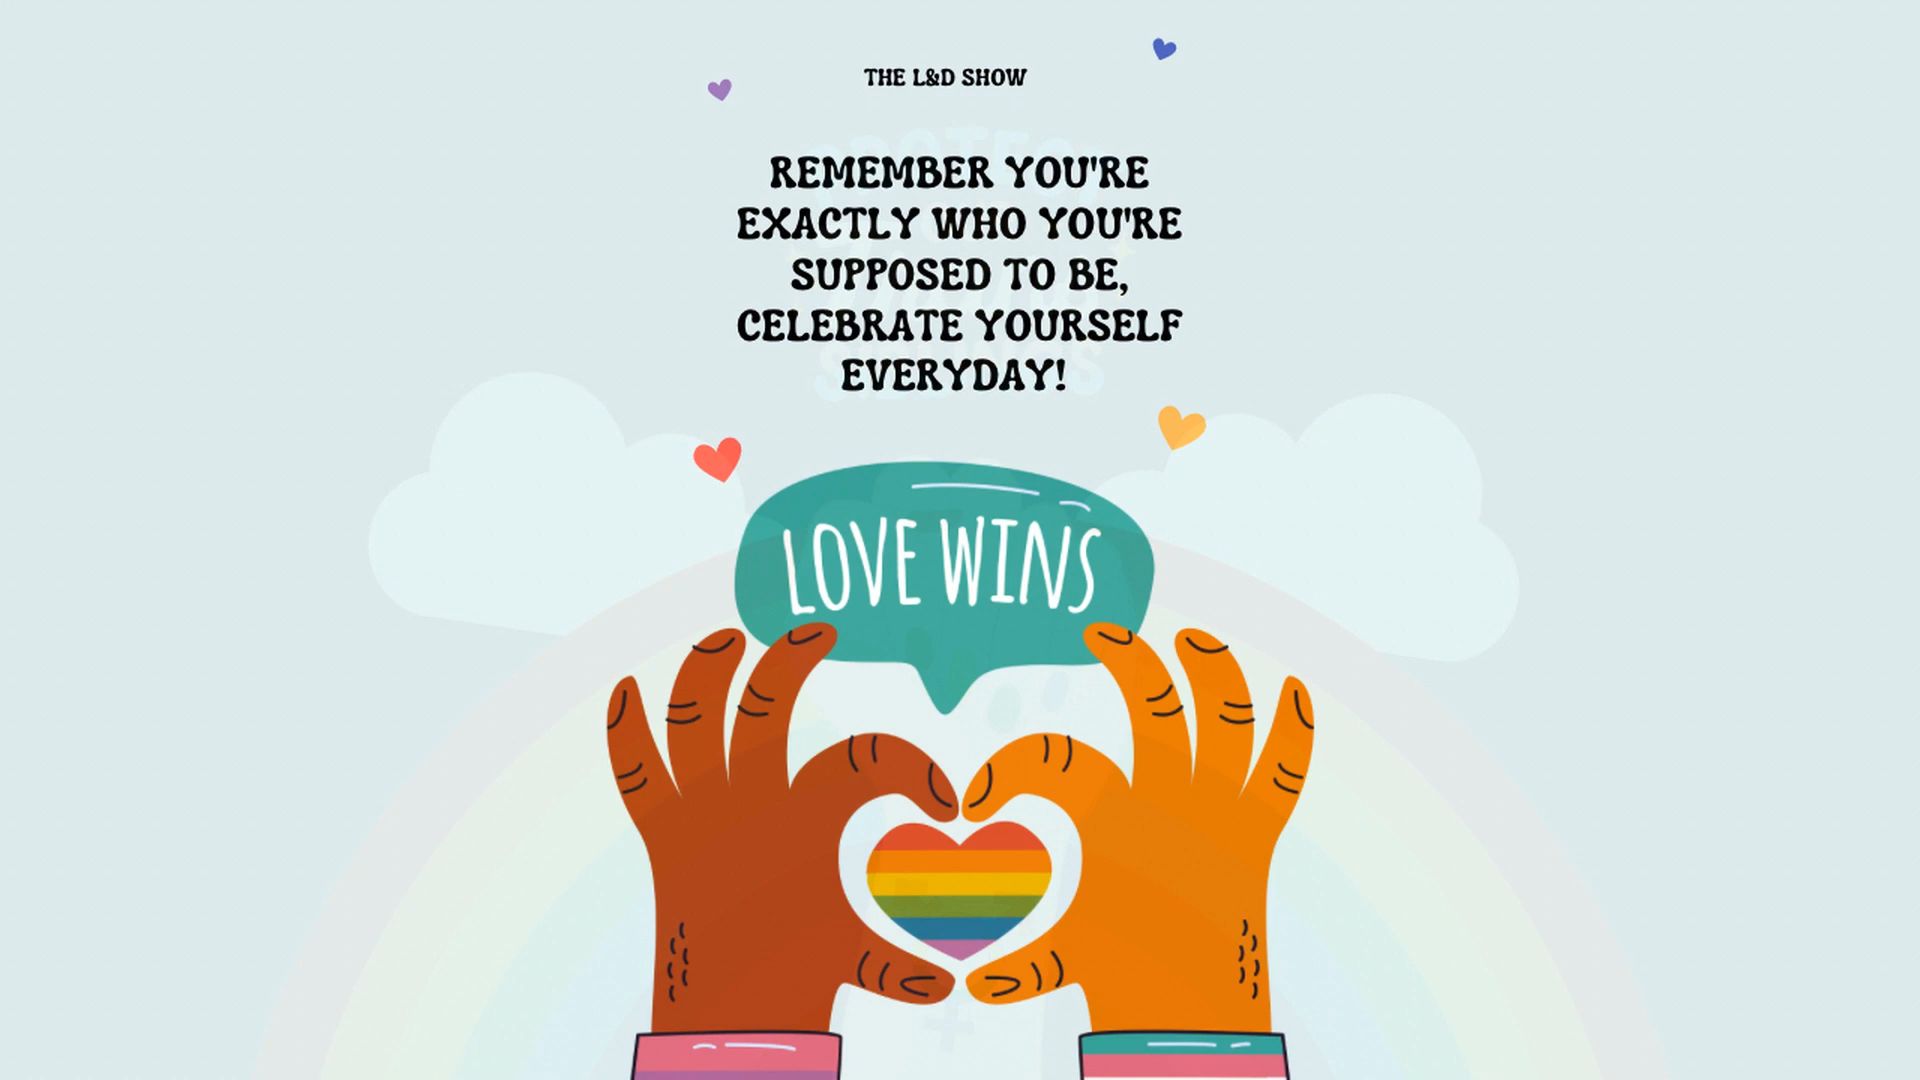 THE L&D SHOW
REMEMBER YOU'RE
EXACTLY WHO YOU'RE
SUPPOSED TO BE,
CELEBRATE YOURSELF
EVERYDAY!
LOVE WINS